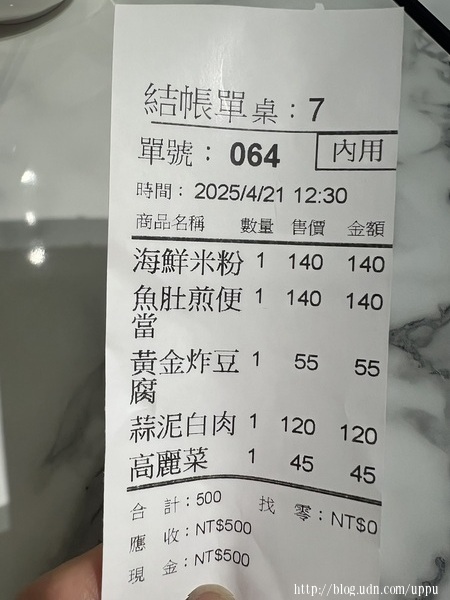 結帳單 桌：7
單號： 064 內用
時間： 2025/4/21 12:30
商品名稱 數量 售價 金額
海鮮米粉 1 140 140
魚肚煎便 1 140 140
當
黃金炸豆 1 55 55
腐
蒜泥白肉 1 120 120
高麗菜 1 45 45
合 計：500 找 零：NT$0
應 收：NT$500
現 金：NT$500
http://blog.udn.com/uppu